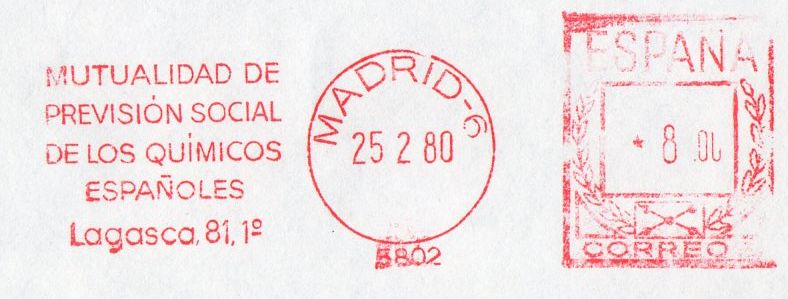 MUTUALIDAD DE
PREVISIÓN SOCIAL
DE LOS QUÍMICOS
ESPAÑOLES
Lagasca, 81, 1º
MADRID-6
25 2 80
5802
ESPAÑA
* 8 .00
CORREO